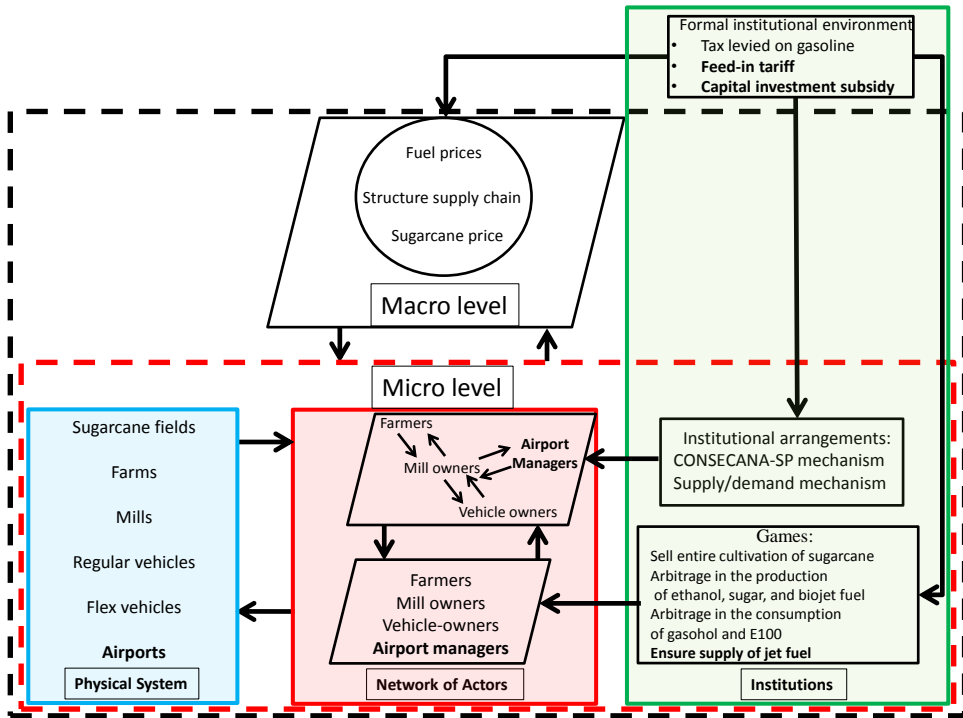 Formal institutional environment
• Tax levied on gasoline
• Feed-in tariff
• Capital investment subsidy
Fuel prices
Structure supply chain
Sugarcane price
Macro level
Micro level
Sugarcane fields
Farms
Mills
Regular vehicles
Flex vehicles
Airports
Physical System
Farmers
Mill owners
Airport
Managers
Vehicle owners
Farmers
Mill owners
Vehicle-owners
Airport managers
Network of Actors
Institutional arrangements:
CONSECANA-SP mechanism
Supply/demand mechanism
Games:
Sell entire cultivation of sugarcane
Arbitrage in the production
of ethanol, sugar, and biojet fuel
Arbitrage in the consumption
of gasohol and E100
Ensure supply of jet fuel
Institutions